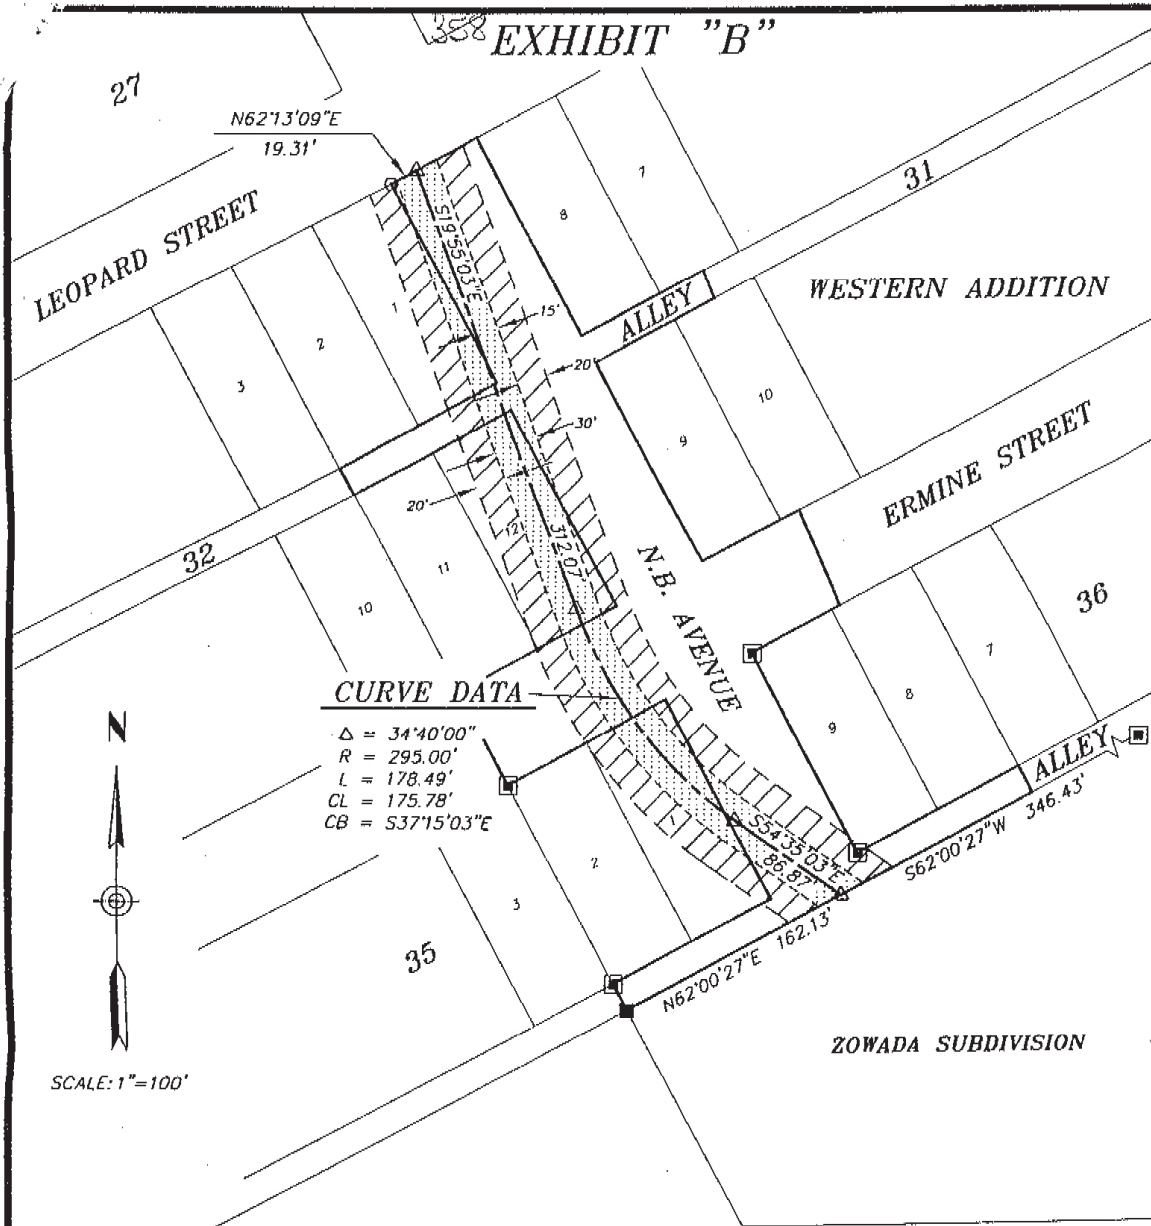 358
EXHIBIT "B"
27
N62°13'09"E
19.31'
LEOPARD STREET
S19°55'03"E
7
8
31
1
2
3
15'
ALLEY
WESTERN ADDITION
20'
10
9
30'
ERMINE STREET
20'
12
312.07
32
11
10
N.B. AVENUE
36
7
8
9
CURVE DATA
Δ = 34°40'00"
R = 295.00'
L = 178.49'
CL = 175.78'
CB = S37°15'03"E
N
ALLEY
346.43'
S62°00'27"W
S54°35'03"E
86.87'
1
2
3
35
162.13'
N62°00'27"E
ZOWADA SUBDIVISION
SCALE: 1"=100'